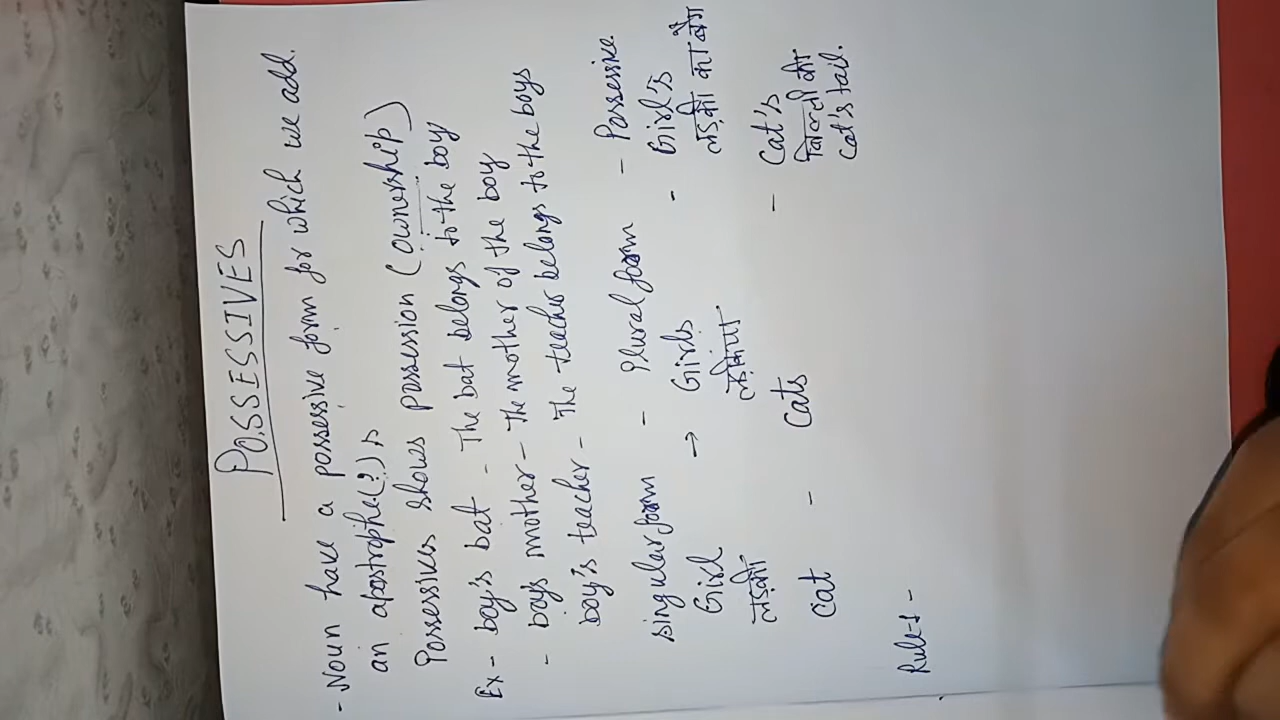 POSSESSIVES
- Noun have a possessive form for which we add.
an apostrophe(') s
Possessives shows possession (ownership)
Ex - boy's bat - The bat belongs to the boy
- boy's mother - The mother of the boy
boy's teacher - The teacher belongs to the boys
singular form - Plural form - Possessive
Girl → Girls - Girl's
लड़की लड़कियां लड़की का बैग
Cat - Cats - Cat's
बिल्ली की
Cat's tail.
Rule-1 -